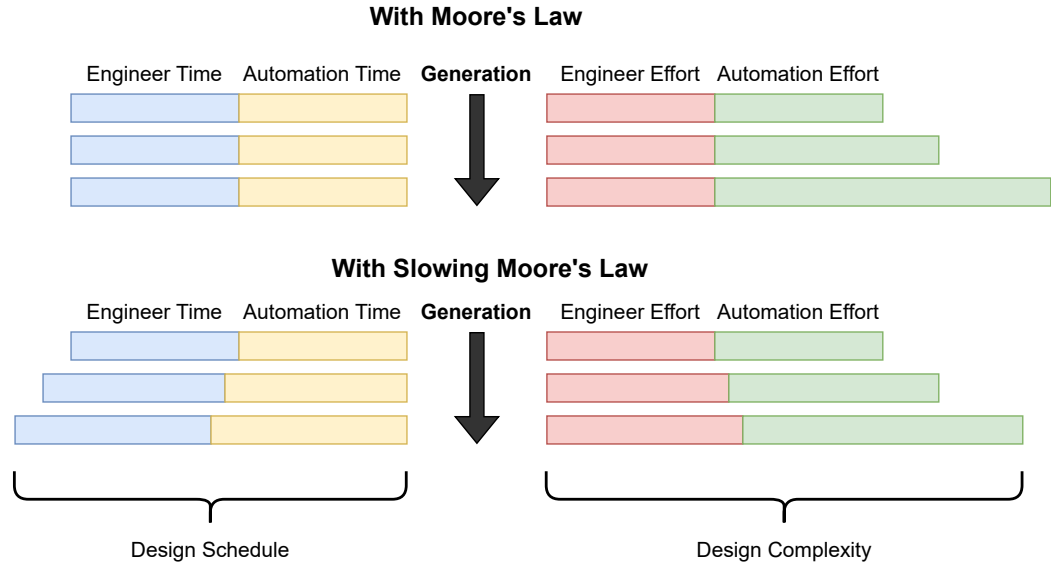 With Moore's Law
Engineer Time Automation Time Generation Engineer Effort Automation Effort
With Slowing Moore's Law
Engineer Time Automation Time Generation Engineer Effort Automation Effort
Design Schedule Design Complexity